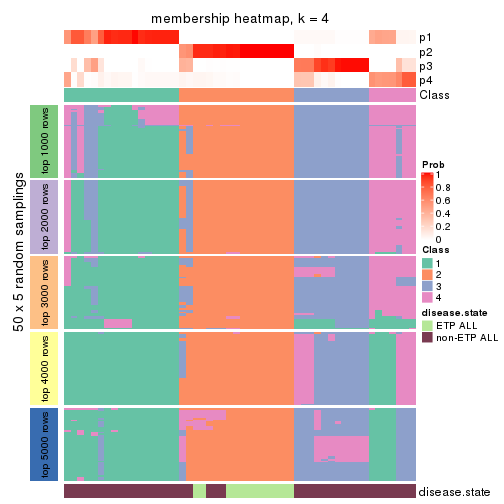 membership heatmap, k = 4
p1
p2
p3
p4
Class
50 x 5 random samplings
top 1000 rows
top 2000 rows
top 3000 rows
top 4000 rows
top 5000 rows
Prob
1
0.8
0.6
0.4
0.2
0
Class
1
2
3
4
disease.state
ETP ALL
non-ETP ALL
disease.state